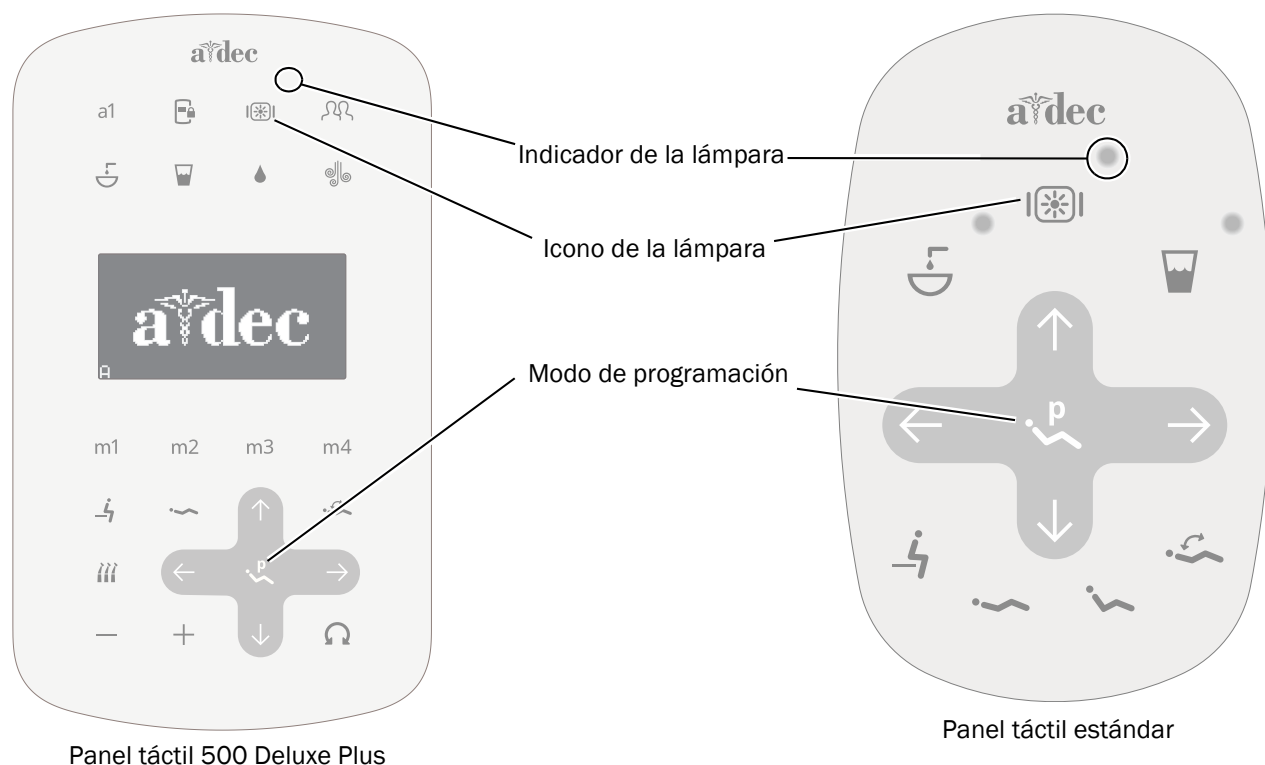 a dec
a1
a dec
A
m1 m2 m3 m4
p
Panel táctil 500 Deluxe Plus
Indicador de la lámpara
Icono de la lámpara
Modo de programación
a dec
p
Panel táctil estándar